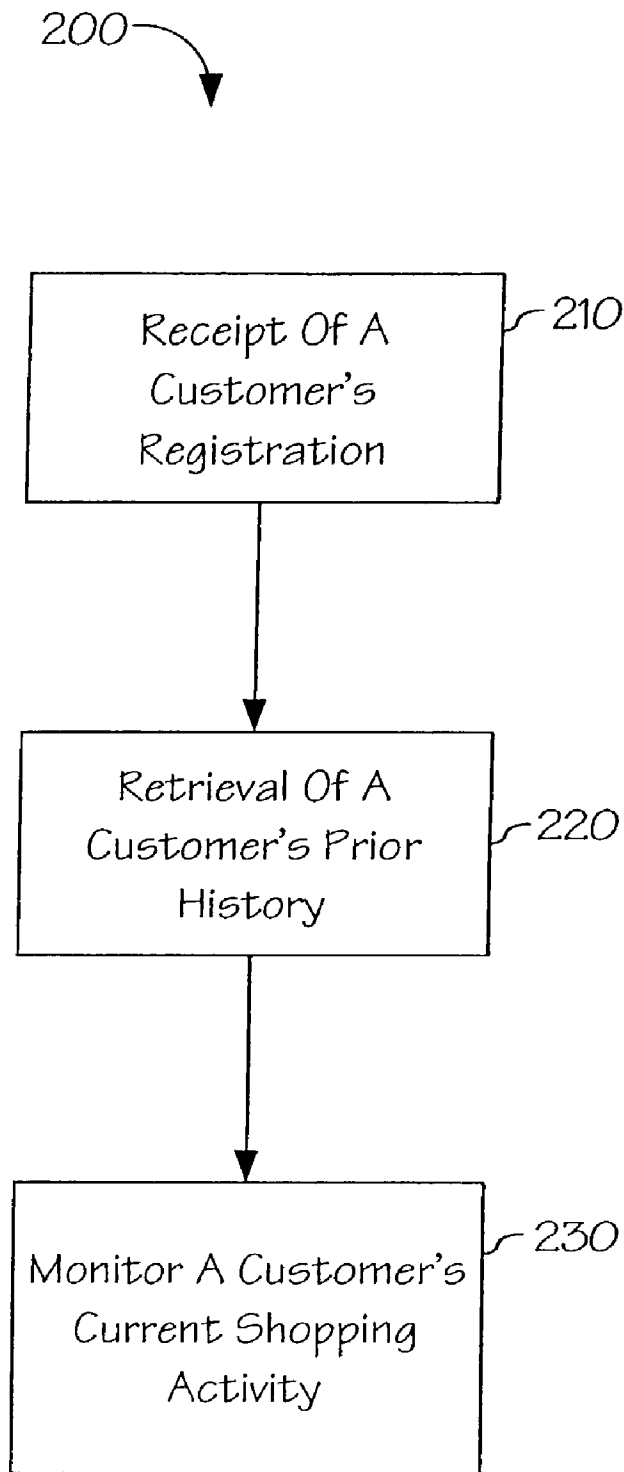 200
Receipt Of A
Customer's
Registration
210
Retrieval Of A
Customer's Prior
History
220
Monitor A Customer's
Current Shopping
Activity
230